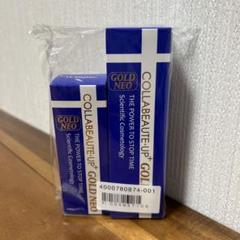 GOLD
NEO
COLLABEAUTE-UP GOLD NEO
THE POWER TO STOP TIME
Scientific Cosmetology
GOLD
NEO
COLLABEAUTE-UP
THE POWER TO STOP TIME
Scientific Cosmetology
4000780874-001